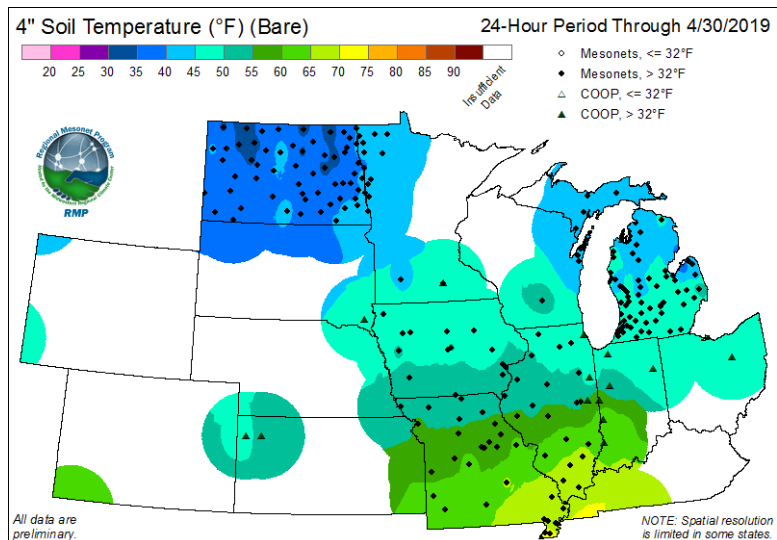 4" Soil Temperature (°F) (Bare)
24-Hour Period Through 4/30/2019
20 25 30 35 40 45 50 55 60 65 70 75 80 85 90
Insufficient
Data
Mesonets, <= 32°F
Mesonets, > 32°F
COOP, <= 32°F
COOP, > 32°F
Regional Mesonet Program
RMP
All data are
preliminary.
NOTE: Spatial resolution
is limited in some states.